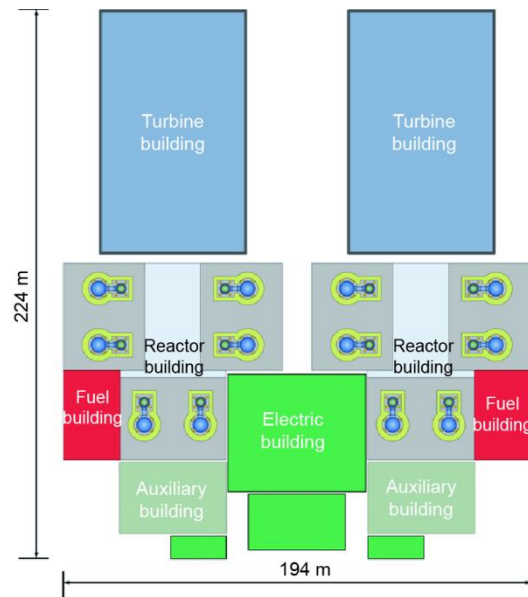 Turbine
building
Turbine
building
224 m
Reactor
building
Reactor
building
Fuel
building
Electric
building
Fuel
building
Auxiliary
building
Auxiliary
building
194 m